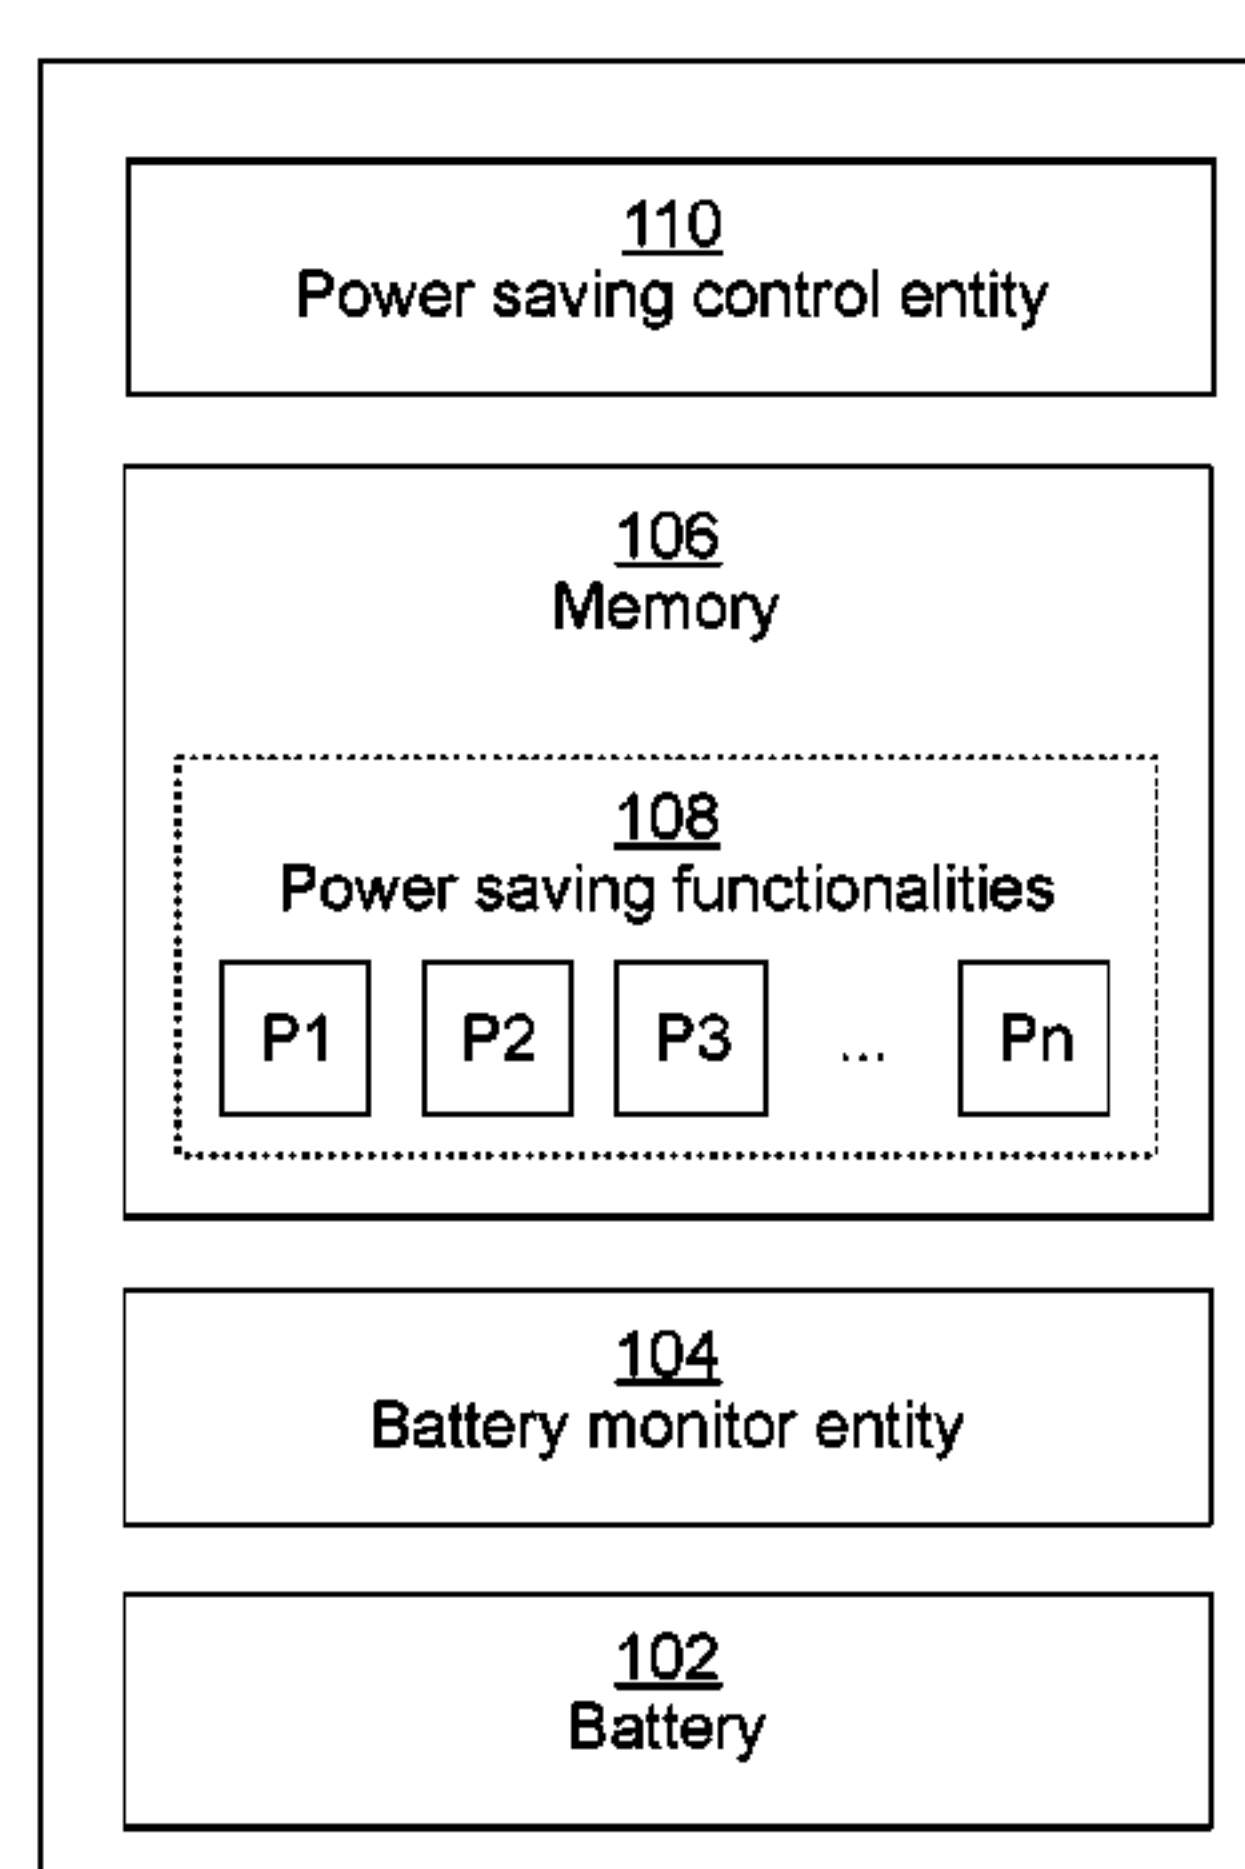 110
Power saving control entity
106
Memory
108
Power saving functionalities
P1 P2 P3 ... Pn
104
Battery monitor entity
102
Battery